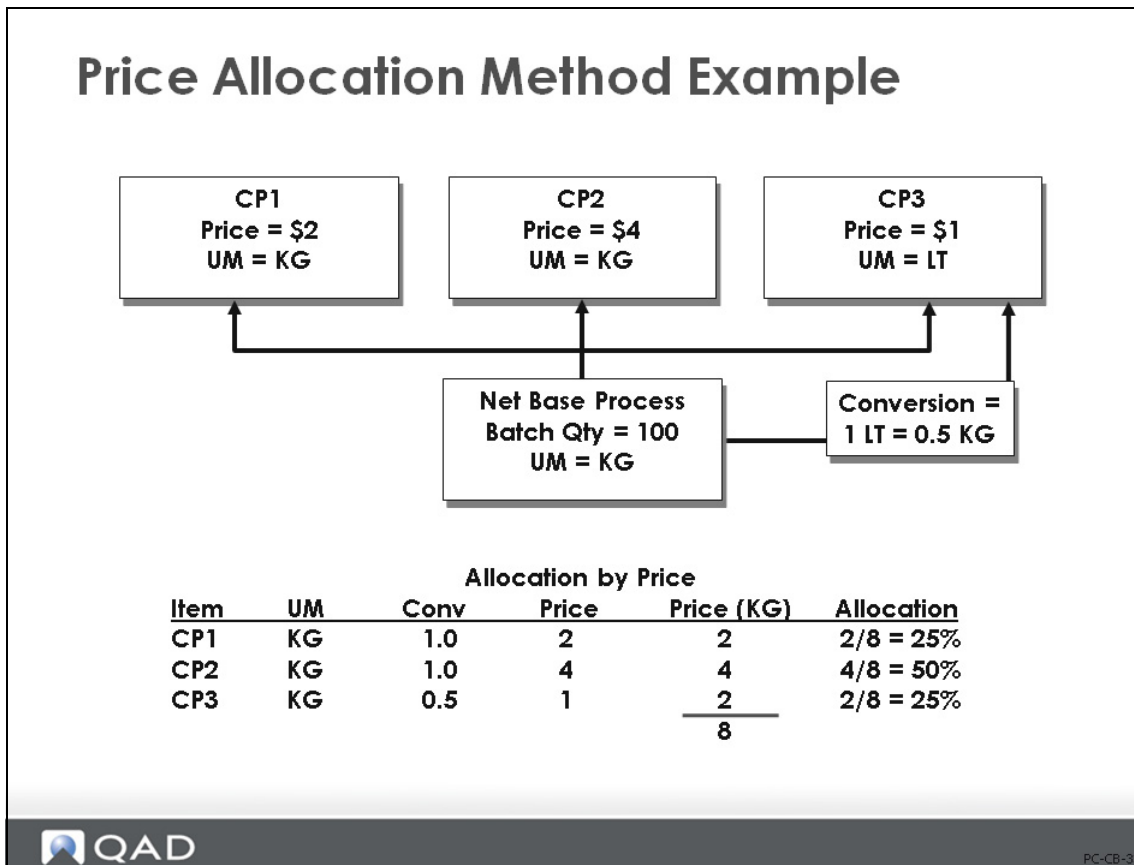 Price Allocation Method Example
CP1
Price = $2
UM = KG
CP2
Price = $4
UM = KG
CP3
Price = $1
UM = LT
Net Base Process
Batch Qty = 100
UM = KG
Conversion =
1 LT = 0.5 KG
Allocation by Price
Item UM Conv Price Price (KG) Allocation
CP1 KG 1.0 2 2 2/8 = 25%
CP2 KG 1.0 4 4 4/8 = 50%
CP3 KG 0.5 1 2 2/8 = 25%
8
QAD